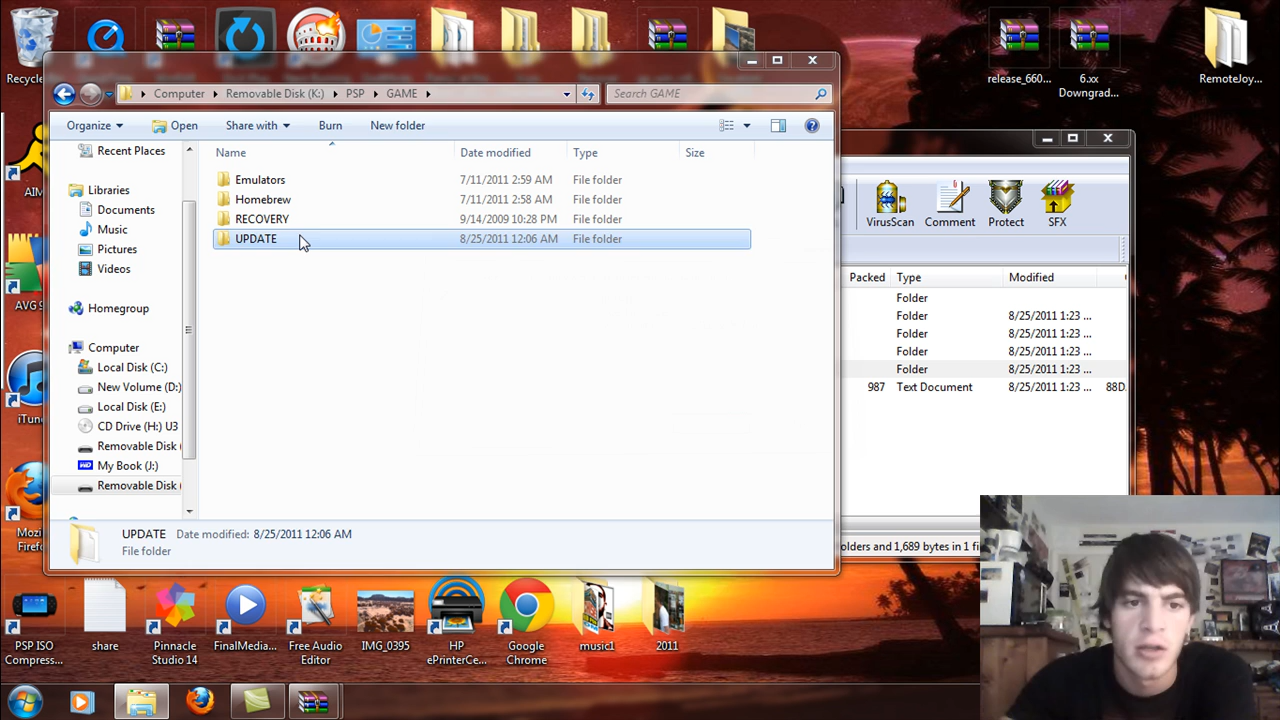 Recycle
release_660...
6.xx
Downgrad...
RemoteJoy...
Computer
Removable Disk (K:)
PSP
GAME
Search GAME
Organize
Open
Share with
Burn
New folder
Name
Date modified
Type
Size
Emulators
7/11/2011 2:59 AM
File folder
Homebrew
7/11/2011 2:58 AM
File folder
RECOVERY
9/14/2009 10:28 PM
File folder
UPDATE
8/25/2011 12:06 AM
File folder
Recent Places
Libraries
Documents
Music
Pictures
Videos
Homegroup
Computer
Local Disk (C:)
New Volume (D:)
Local Disk (E:)
CD Drive (H:) U3
Removable Disk (
My Book (J:)
Removable Disk (
UPDATE
Date modified: 8/25/2011 12:06 AM
File folder
VirusScan
Comment
Protect
SFX
Packed
Type
Modified
Folder
Folder
8/25/2011 1:23 ...
Folder
8/25/2011 1:23 ...
Folder
8/25/2011 1:23 ...
Folder
8/25/2011 1:23 ...
987
Text Document
8/25/2011 1:23 ...
88D
olders and 1,689 bytes in 1 fi
AIM
AVG 9
iTun
Mozi
Firefo
PSP ISO
Compress...
share
Pinnacle
Studio 14
FinalMedia...
Free Audio
Editor
IMG_0395
HP
ePrinterCe...
Google
Chrome
music1
2011